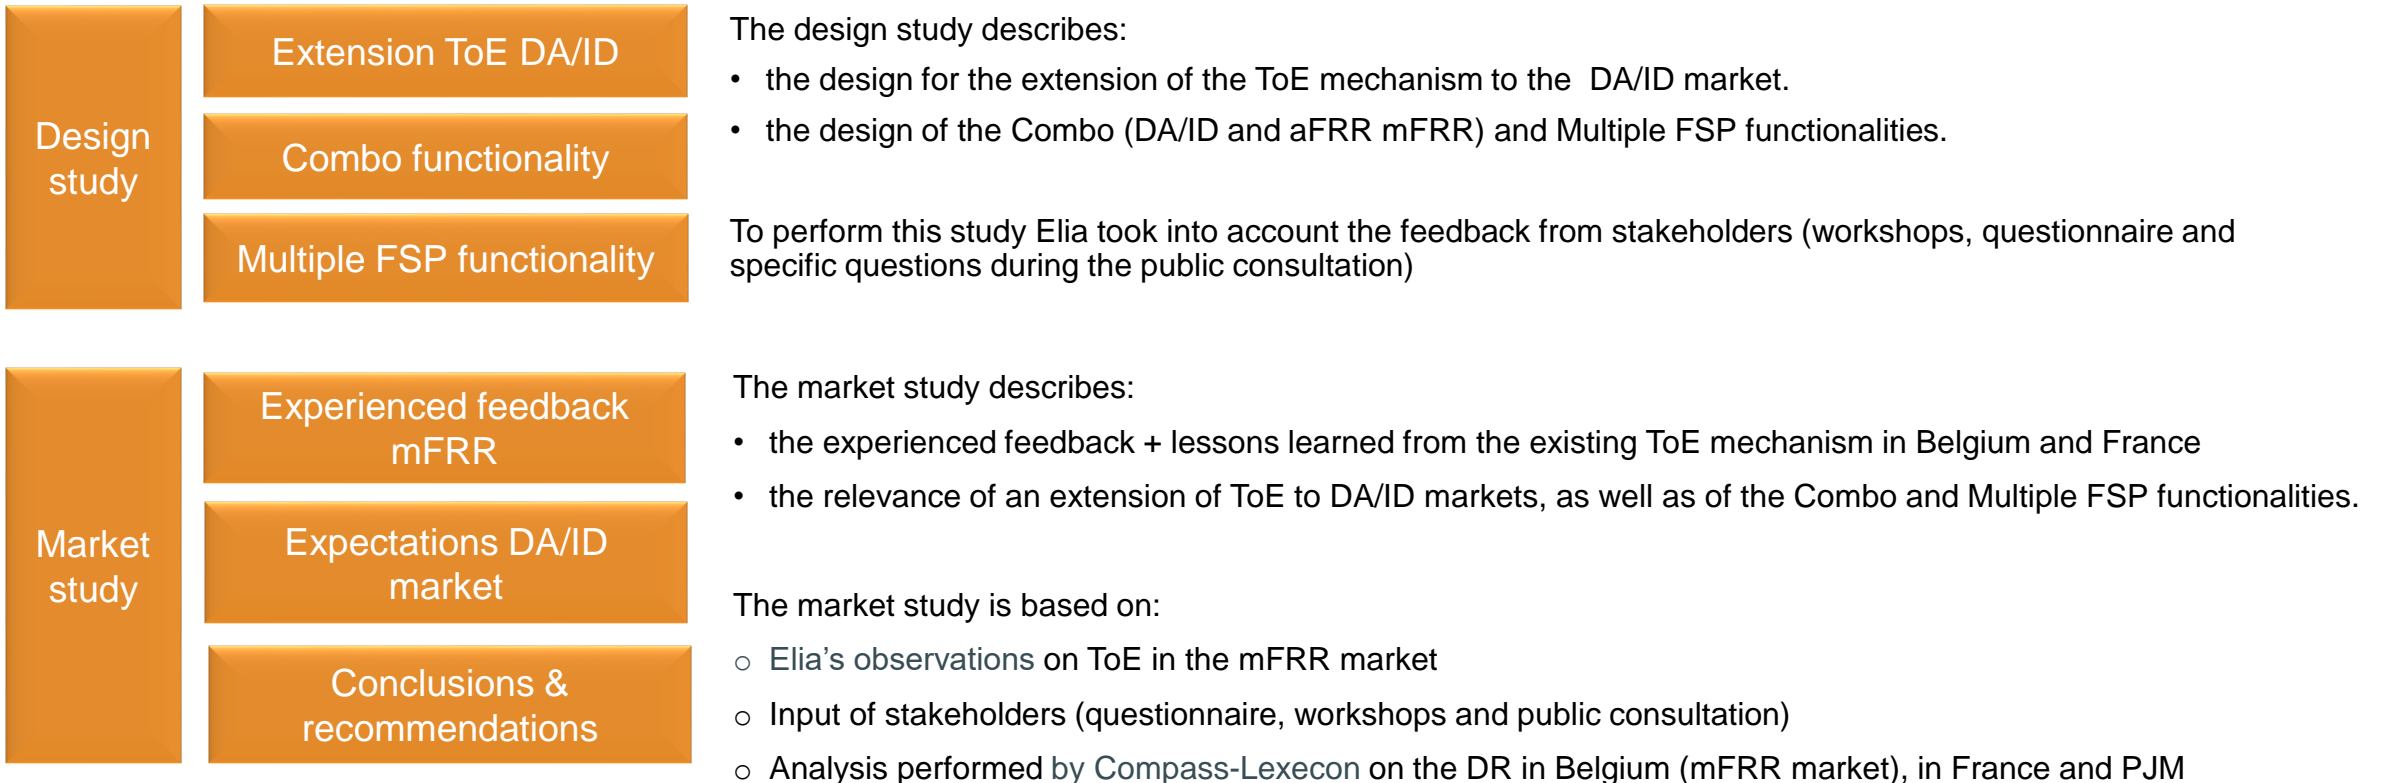 Design
study
Extension ToE DA/ID
Combo functionality
Multiple FSP functionality
The design study describes:
• the design for the extension of the ToE mechanism to the DA/ID market.
• the design of the Combo (DA/ID and aFRR mFRR) and Multiple FSP functionalities.
To perform this study Elia took into account the feedback from stakeholders (workshops, questionnaire and
specific questions during the public consultation)
Market
study
Experienced feedback
mFRR
Expectations DA/ID
market
Conclusions &
recommendations
The market study describes:
• the experienced feedback + lessons learned from the existing ToE mechanism in Belgium and France
• the relevance of an extension of ToE to DA/ID markets, as well as of the Combo and Multiple FSP functionalities.
The market study is based on:
o Elia's observations on ToE in the mFRR market
o Input of stakeholders (questionnaire, workshops and public consultation)
o Analysis performed by Compass-Lexecon on the DR in Belgium (mFRR market), in France and PJM